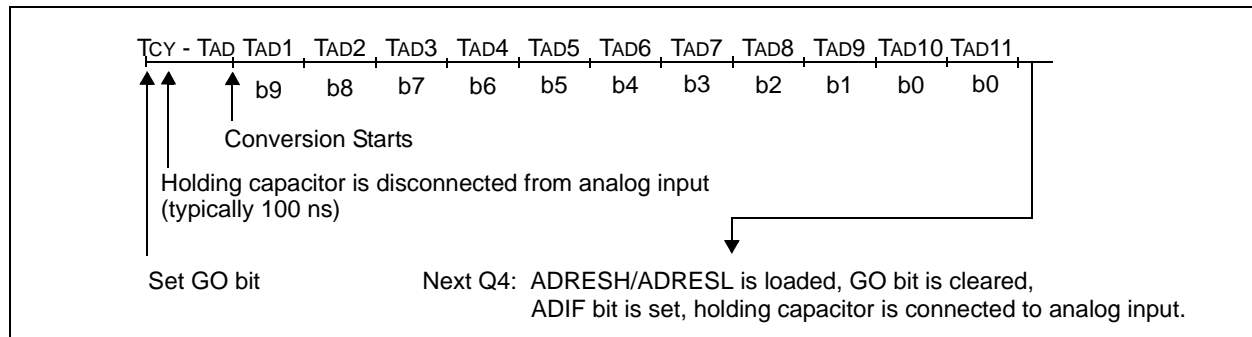 TCY - TAD TAD1 TAD2 TAD3 TAD4 TAD5 TAD6 TAD7 TAD8 TAD9 TAD10 TAD11
b9 b8 b7 b6 b5 b4 b3 b2 b1 b0 b0
Conversion Starts
Holding capacitor is disconnected from analog input
(typically 100 ns)
Set GO bit
Next Q4: ADRESH/ADRESL is loaded, GO bit is cleared,
ADIF bit is set, holding capacitor is connected to analog input.